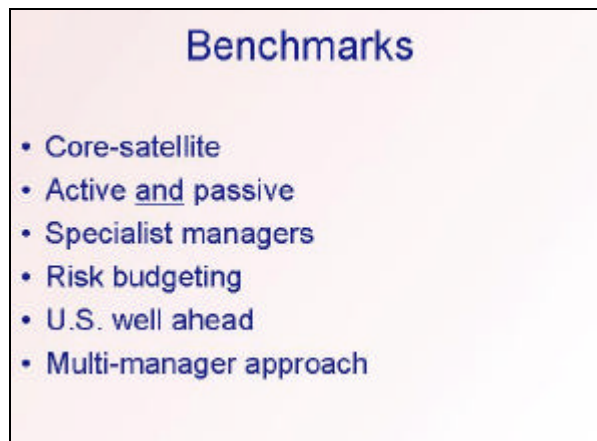 Benchmarks
• Core-satellite
• Active and passive
• Specialist managers
• Risk budgeting
• U.S. well ahead
• Multi-manager approach